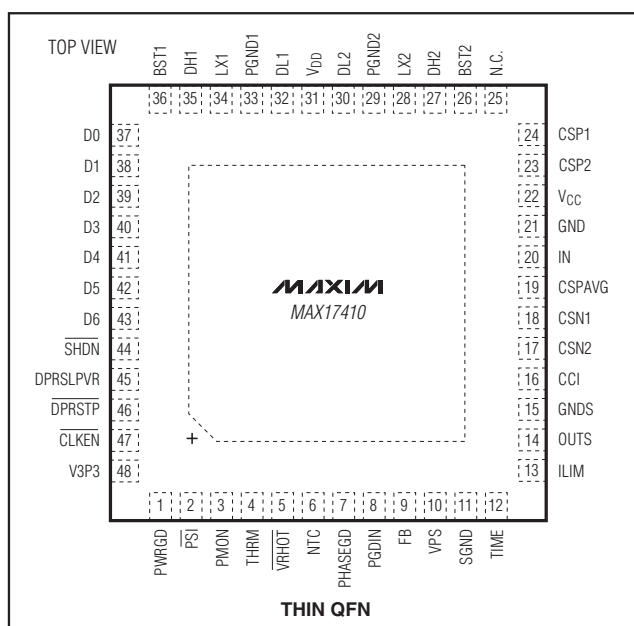 TOP VIEW
BST1 DH1 LX1 PGND1 DL1 VDD DL2 PGND2 LX2 DH2 BST2 N.C.
36 35 34 33 32 31 30 29 28 27 26 25
D0 37 24 CSP1
D1 38 23 CSP2
D2 39 22 VCC
D3 40 21 GND
D4 41 20 IN
D5 42 19 CSPAVG
D6 43 18 CSN1
SHDN 44 17 CSN2
DPRSLPVR 45 16 CCI
DPRSTP 46 15 GNDS
CLKEN 47 14 OUTS
V3P3 48 13 ILIM
MAXIM
MAX17410
+
1 2 3 4 5 6 7 8 9 10 11 12
PWRGD PSI PMON THRM VRHOT NTC PHASEGD PGDIN FB VPS SGND TIME
THIN QFN